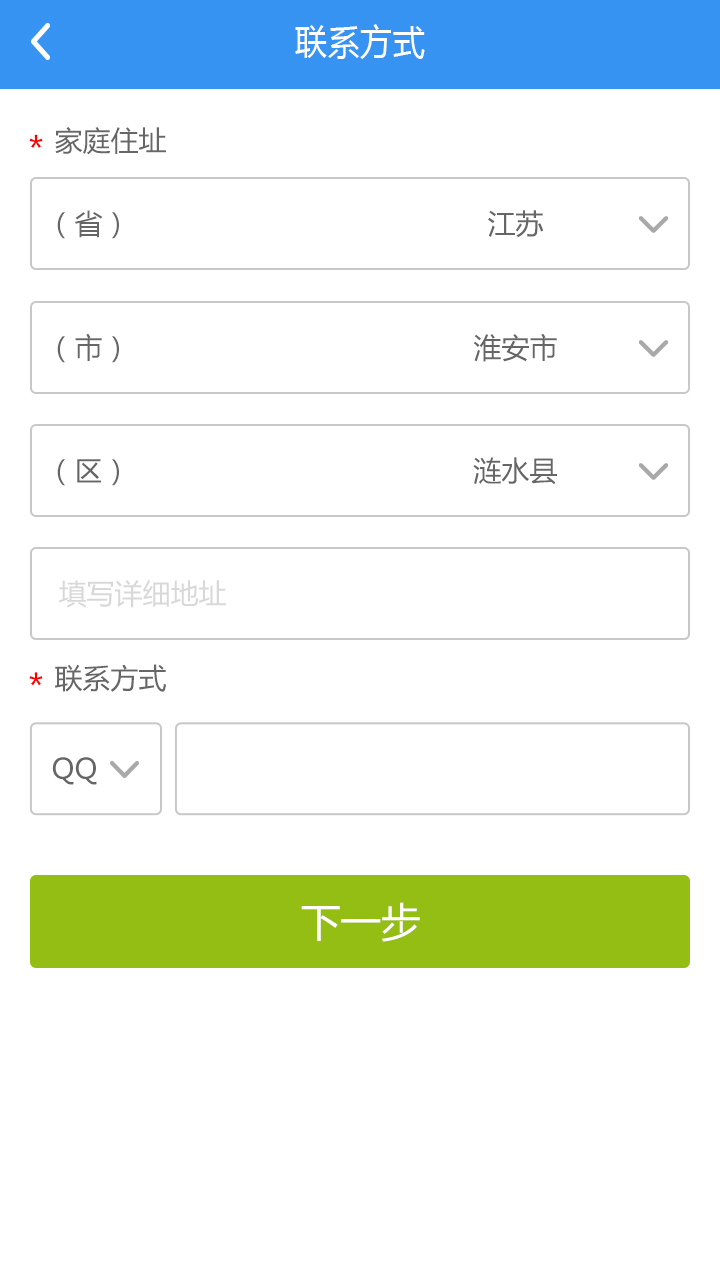 联系方式
* 家庭住址
（省） 江苏
（市） 淮安市
（区） 涟水县
填写详细地址
* 联系方式
QQ
下一步